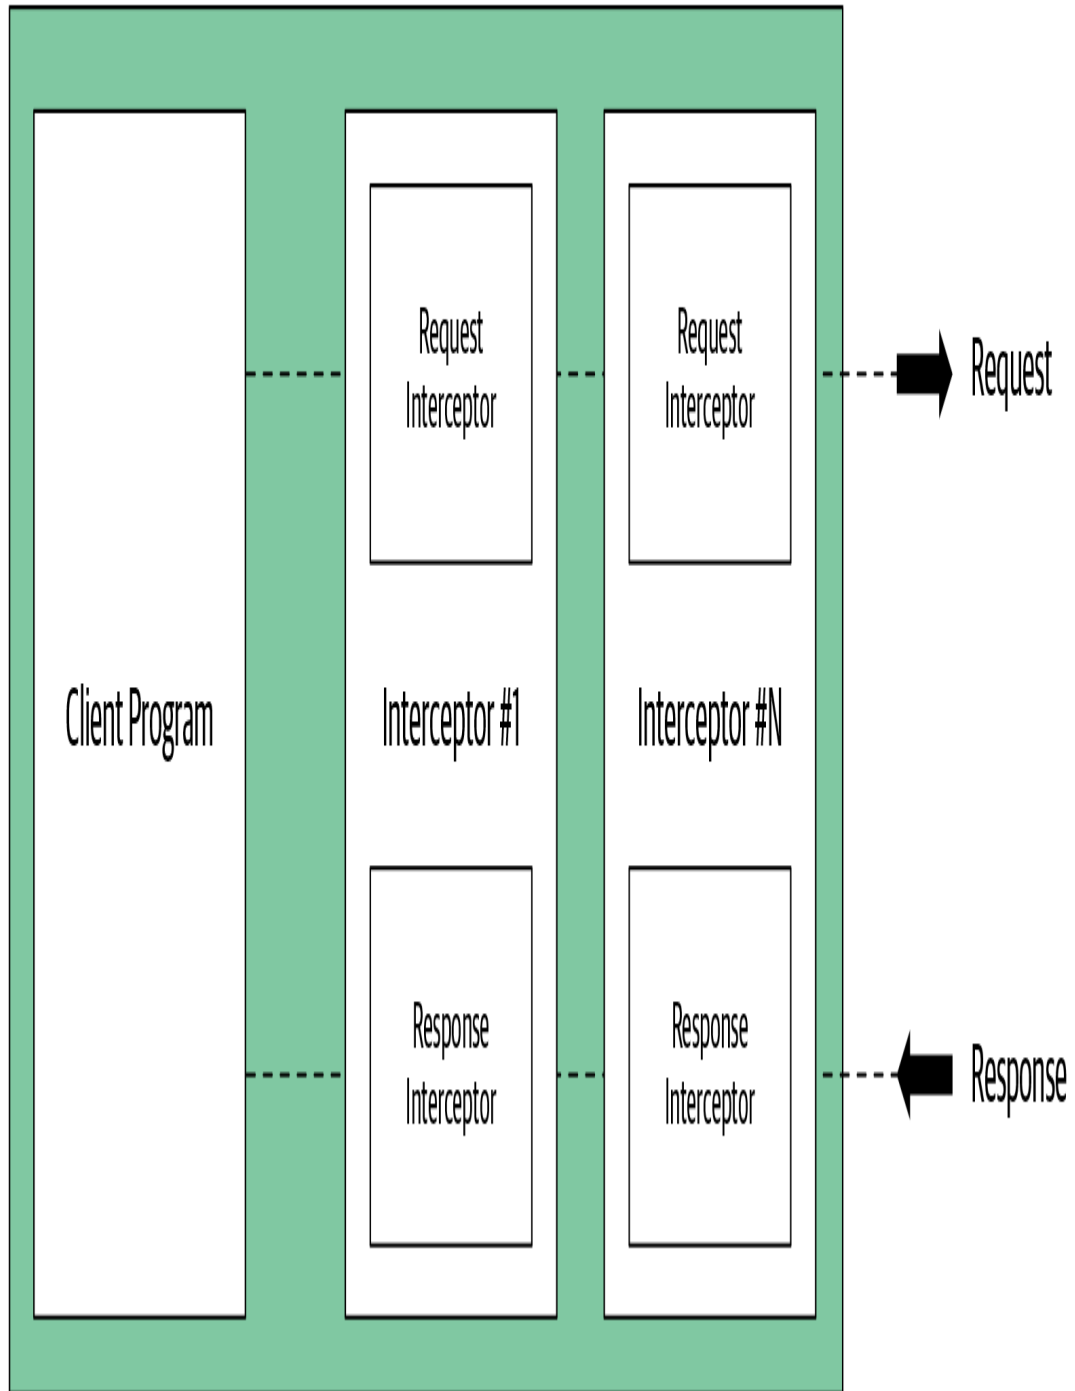 Request
Interceptor
Request
Interceptor
Request
Client Program
Interceptor #1
Interceptor #N
Response
Interceptor
Response
Interceptor
Response